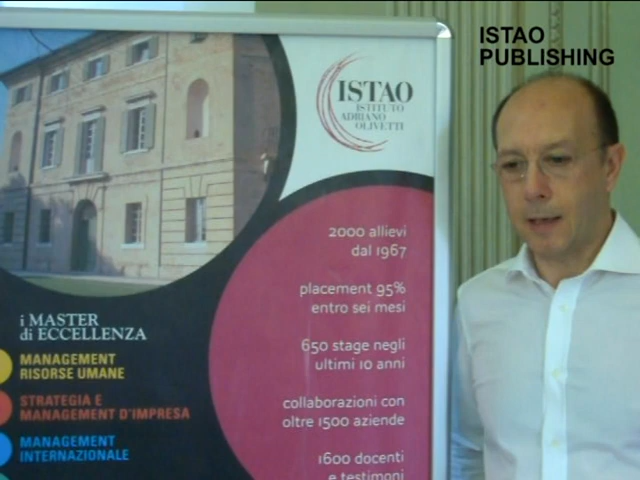 ISTAO
PUBLISHING
ISTAO
ISTITUTO
ADRIANO
OLIVETTI
2000 allievi
dal 1967
placement 95%
entro sei mesi
650 stage negli
ultimi 10 anni
collaborazioni con
oltre 1500 aziende
1600 docenti
e testimoni
i MASTER
di ECCELLENZA
MANAGEMENT
RISORSE UMANE
STRATEGIA E
MANAGEMENT D'IMPRESA
MANAGEMENT
INTERNAZIONALE